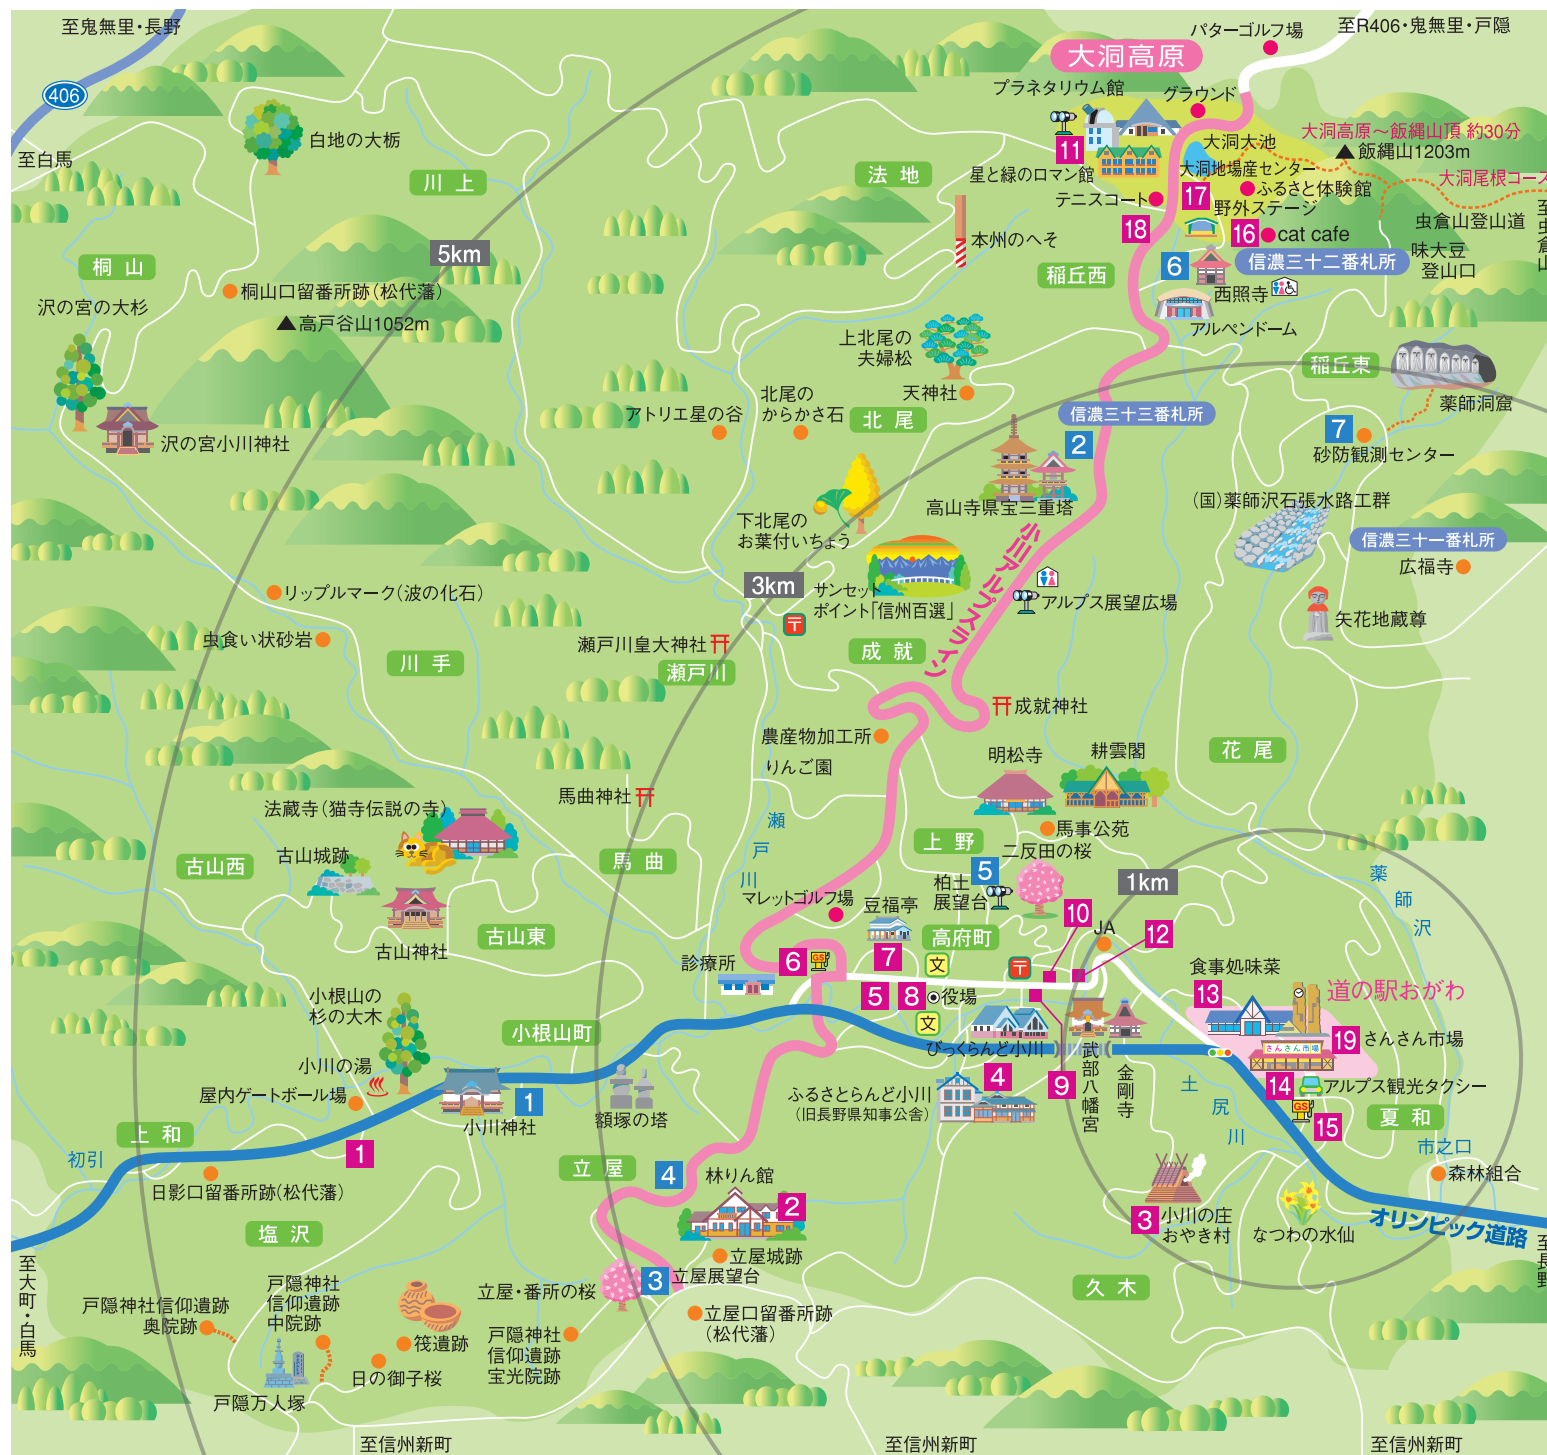 至鬼無里・長野
パターゴルフ場
至R406・鬼無里・戸隠
大洞高原
406
プラネタリウム館
グラウンド
白地の大栃
至白馬
大洞高原〜飯縄山頂 約30分
大洞大池
飯縄山1203m
11
川上
法地
星と緑のロマン館
大洞地場産センター
大洞尾根コース
17
ふるさと体験館
テニスコート
野外ステージ
至虫倉山
虫倉山登山道
18
16
cat cafe
本州のへそ
5km
味大豆
登山口
桐山
稲丘西
6
信濃三十二番札所
桐山口留番所跡(松代藩)
西照寺
沢の宮の大杉
高戸谷山1052m
アルペンドーム
上北尾の
夫婦松
稲丘東
北尾の
からかさ石
天神社
薬師洞窟
アトリエ星の谷
北尾
信濃三十三番札所
7
沢の宮小川神社
2
砂防観測センター
高山寺県宝三重塔
(国)薬師沢石張水路工群
下北尾の
お葉付いちょう
信濃三十一番札所
小川アルプスライン
広福寺
3km
サンセット
ポイント「信州百選」
リップルマーク(波の化石)
アルプス展望広場
矢花地蔵尊
虫食い状砂岩
瀬戸川皇大神社
川手
瀬戸川
成就
成就神社
農産物加工所
花尾
明松寺
耕雲閣
りんご園
馬曲神社
法蔵寺(猫寺伝説の寺)
瀬戸川
馬事公苑
上野
二反田の桜
古山西
古山城跡
馬曲
5
柏土
展望台
1km
薬師沢
マレットゴルフ場
豆福亭
10
古山東
高府町
JA
12
古山神社
診療所
6
GS
7
文
食事処味菜
小根山の
杉の大木
5
8
役場
13
道の駅おがわ
小根山町
文
19
さんさん市場
さんさん市場
びっくらんど小川
小川の湯
武部八幡宮
金剛寺
4
9
14
アルプス観光タクシー
屋内ゲートボール場
1
額塚の塔
ふるさとらんど小川
(旧長野県知事公舎)
土尻川
GS
15
夏和
小川神社
上和
1
市之口
初引
立屋
4
林りん館
森林組合
日影口留番所跡(松代藩)
2
3
小川の庄
おやき村
なつわの水仙
オリンピック道路
塩沢
立屋城跡
至大町・白馬
3
立屋展望台
至長野
戸隠神社
信仰遺跡
中院跡
立屋・番所の桜
久木
戸隠神社信仰遺跡
奥院跡
立屋口留番所跡
(松代藩)
筏遺跡
戸隠神社
信仰遺跡
宝光院跡
日の御子桜
戸隠万人塚
至信州新町
至信州新町
至信州新町